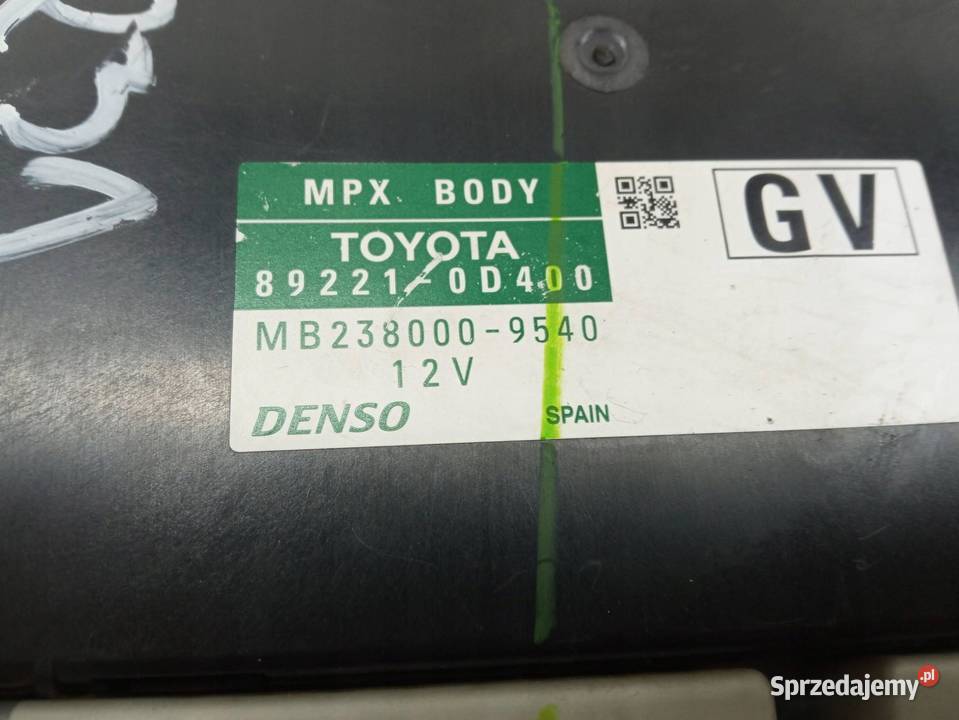 MPX BODY
GV
TOYOTA
89221-0D400
MB238000-9540
12V
DENSO SPAIN
Sprzedajemy.pl